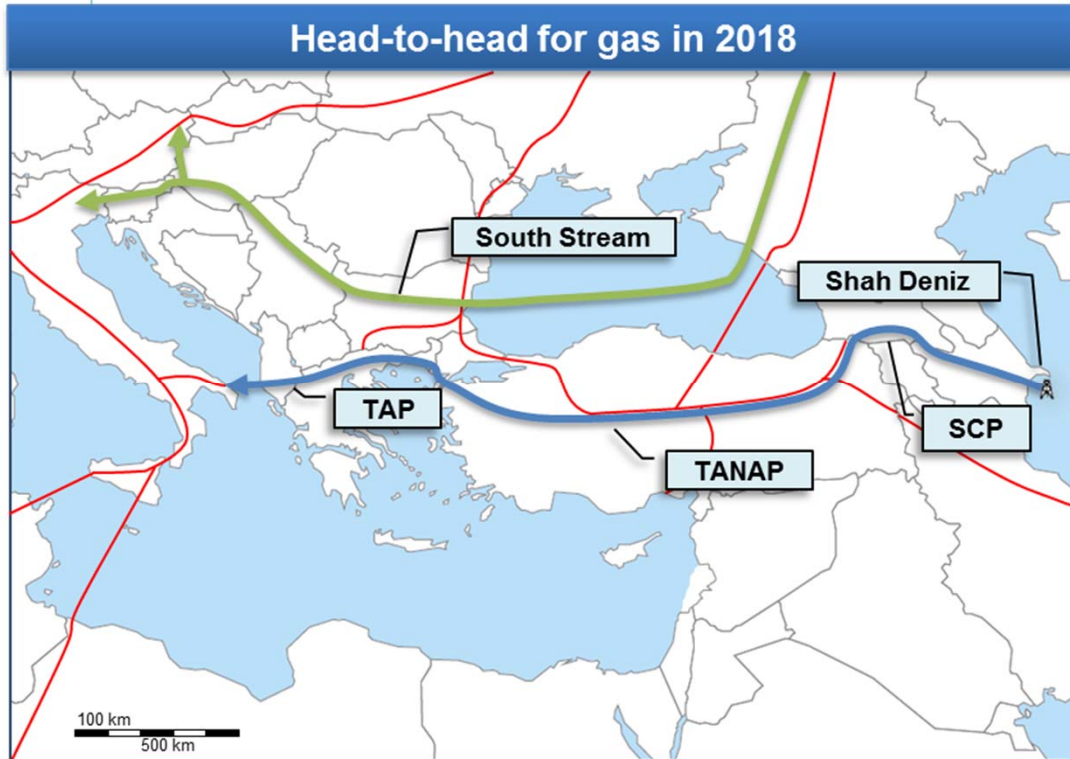 Head-to-head for gas in 2018
South Stream
Shah Deniz
TAP
SCP
TANAP
100 km
500 km